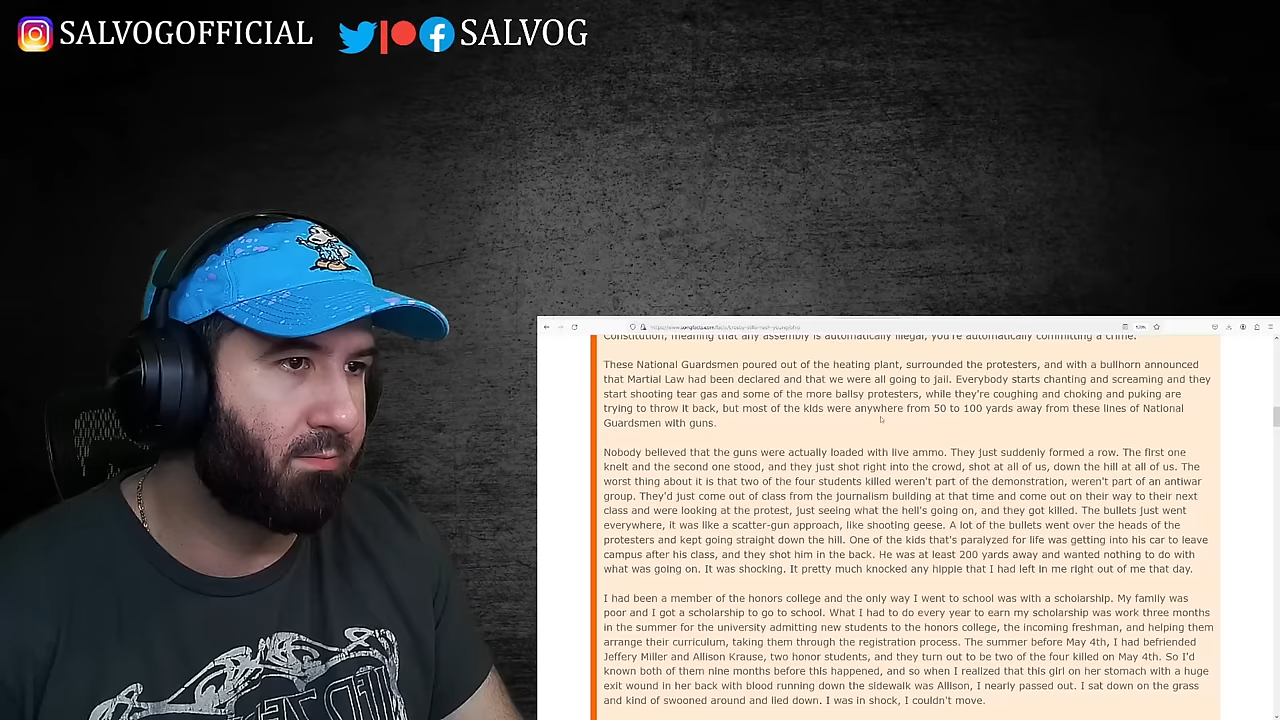 SALVOGOFFICIAL SALVOG
Constitution, meaning that any assembly is automatically illegal, you're automatically committing a crime.
These National Guardsmen poured out of the heating plant, surrounded the protesters, and with a bullhorn announced
that Martial Law had been declared and that we were all going to jail. Everybody starts chanting and screaming and they
start shooting tear gas and some of the more ballsy protesters, while they're coughing and choking and puking are
trying to throw it back, but most of the kids were anywhere from 50 to 100 yards away from these lines of National
Guardsmen with guns.
Nobody believed that the guns were actually loaded with live ammo. They just suddenly formed a row. The first one
knelt and the second one stood, and they just shot right into the crowd, shot at all of us, down the hill at all of us. The
worst thing about it is that two of the four students killed weren't part of the demonstration, weren't part of an antiwar
group. They'd just come out of class from the journalism building at that time and come out on their way to their next
class and were looking at the protest, just seeing what the hell's going on, and they got killed. The bullets just went
everywhere, it was like a scatter-gun approach, like shooting geese. A lot of the bullets went over the heads of the
protesters and kept going straight down the hill. One of the kids that's paralyzed for life was getting into his car to leave
campus after his class, and they shot him in the back. He was at least 200 yards away and wanted nothing to do with
what was going on. It was shocking. It pretty much knocked any hippie that I had left in me right out of me that day.
I had been a member of the honors college and the only way I went to school was with a scholarship. My family was
poor and I got a scholarship to go to school. What I had to do every year to earn my scholarship was work three months
in the summer for the university admitting new students to the honors college, the incoming freshman, and helping them
arrange their curriculum, taking them through the registration process. The summer before May 4th, I had befriended
Jeffery Miller and Allison Krause, two honor students, and they turn out to be two of the four killed on May 4th. So I'd
known both of them nine months before this happened, and so when I realized that this girl on her stomach with a huge
exit wound in her back with blood running down the sidewalk was Allison, I nearly passed out. I sat down on the grass
and kind of swooned around and lied down. I was in shock, I couldn't move.